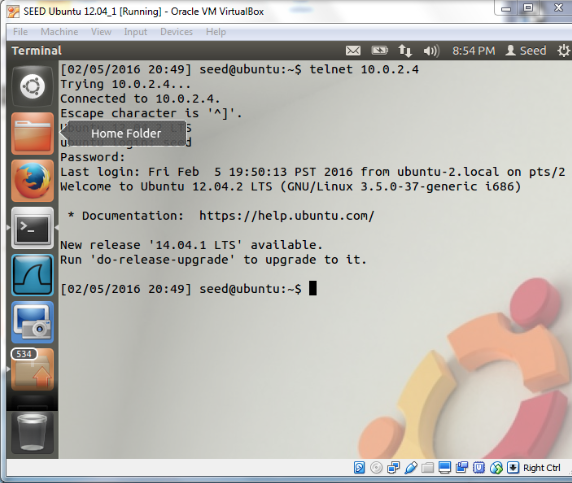 SEED Ubuntu 12.04_1 [Running] - Oracle VM VirtualBox
File Machine View Input Devices Help
Terminal 8:54 PM Seed
[02/05/2016 20:49] seed@ubuntu:~$ telnet 10.0.2.4
Trying 10.0.2.4...
Connected to 10.0.2.4.
Escape character is '^]'.
LTS
Home Folder
ubuntu login: seed
Password:
Last login: Fri Feb  5 19:50:13 PST 2016 from ubuntu-2.local on pts/2
Welcome to Ubuntu 12.04.2 LTS (GNU/Linux 3.5.0-37-generic i686)
* Documentation:  https://help.ubuntu.com/
New release '14.04.1 LTS' available.
Run 'do-release-upgrade' to upgrade to it.
534
[02/05/2016 20:49] seed@ubuntu:~$
Right Ctrl